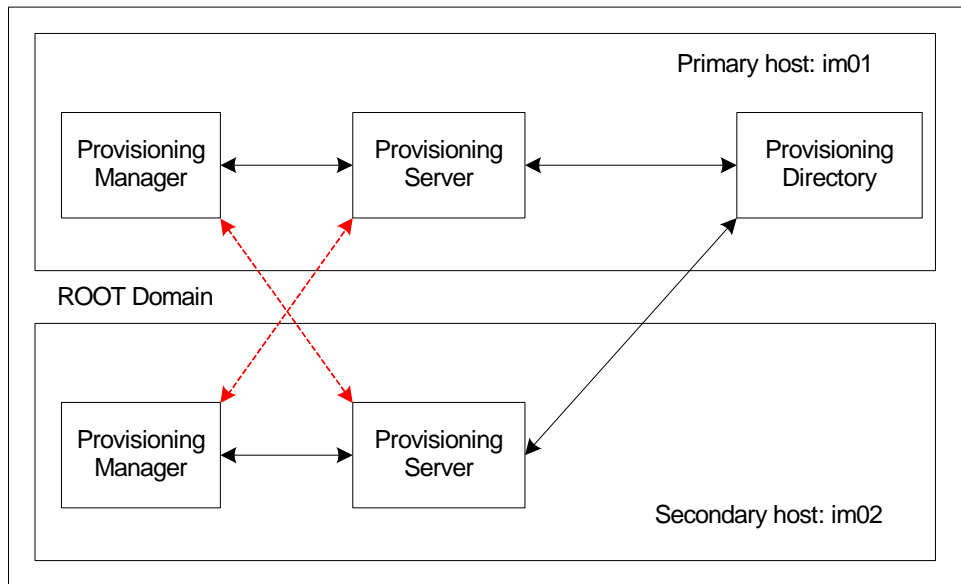 Primary host: im01
Provisioning
Manager
Provisioning
Server
Provisioning
Directory
ROOT Domain
Provisioning
Manager
Provisioning
Server
Secondary host: im02